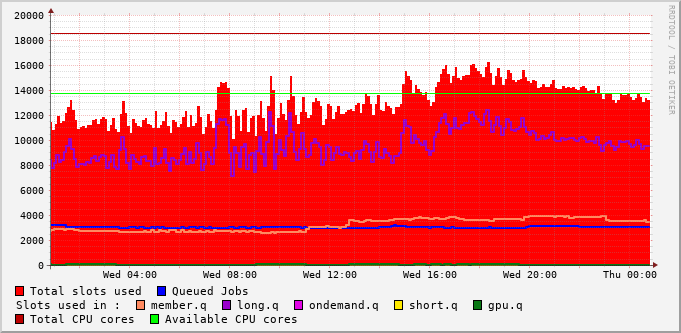 RRDTOOL / TOBI OETIKER
20000
18000
16000
14000
12000
10000
8000
6000
4000
2000
0
Wed 04:00 Wed 08:00 Wed 12:00 Wed 16:00 Wed 20:00 Thu 00:00
Total slots used Queued Jobs
Slots used in : member.q long.q ondemand.q short.q gpu.q
Total CPU cores Available CPU cores